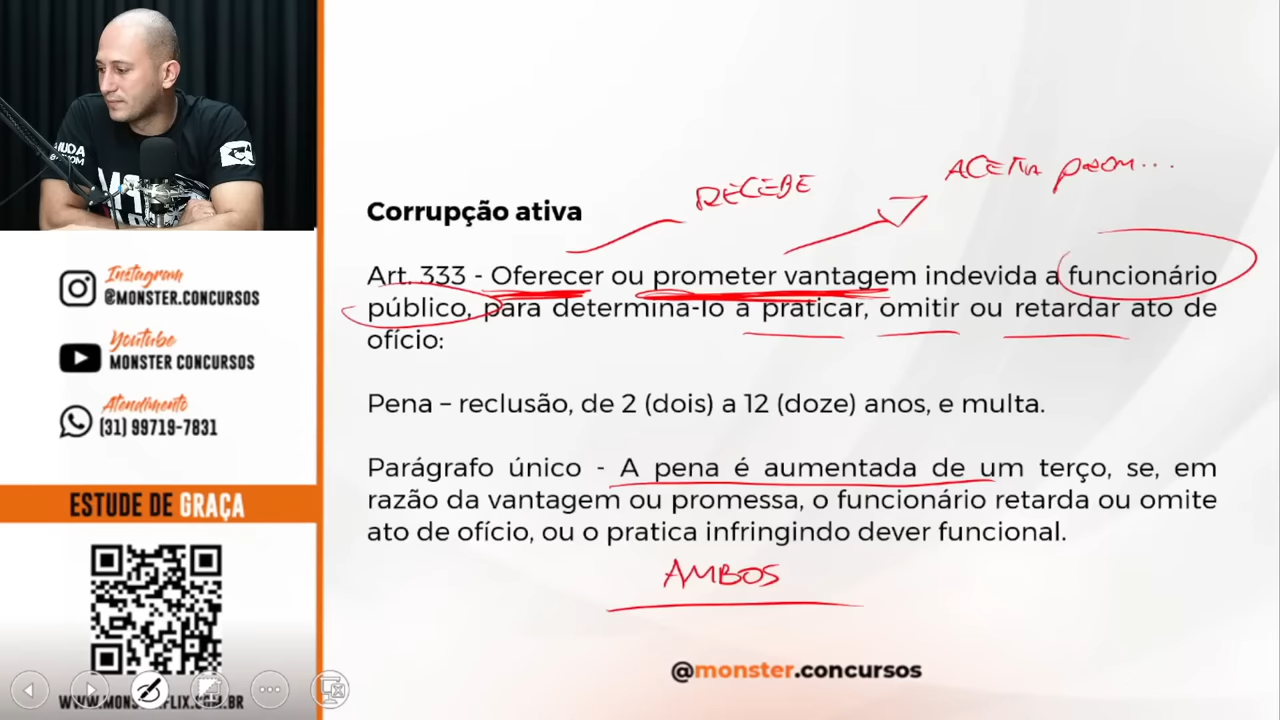 RECEBE
ACEITA PROM...
Corrupção ativa
Art. 333 - Oferecer ou prometer vantagem indevida a funcionário
público, para determiná-lo a praticar, omitir ou retardar ato de
ofício:
Pena – reclusão, de 2 (dois) a 12 (doze) anos, e multa.
Parágrafo único - A pena é aumentada de um terço, se, em
razão da vantagem ou promessa, o funcionário retarda ou omite
ato de ofício, ou o pratica infringindo dever funcional.
AMBOS
@monster.concursos
Instagram
@MONSTER.CONCURSOS
Youtube
MONSTER CONCURSOS
Atendimento
(31) 99719-7831
ESTUDE DE GRAÇA